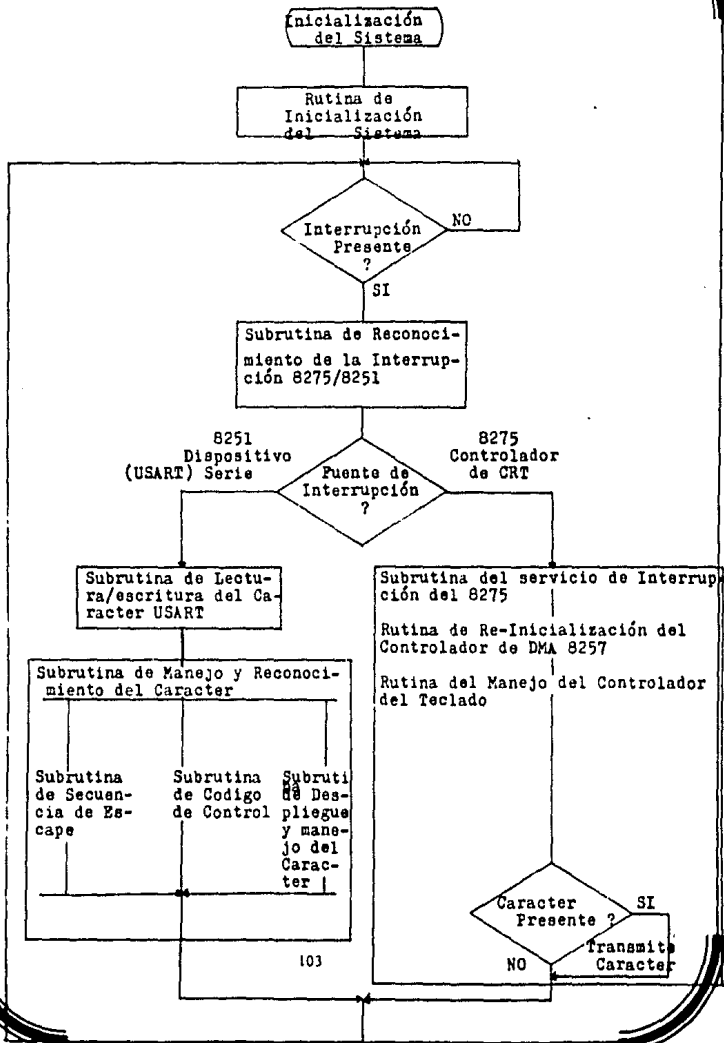 Inicialización
del Sistema
Rutina de
Inicialización
del Sistema
Interrupción
Presente
?
NO
SI
Subrutina de Reconoci-
miento de la Interrup-
ción 8275/8251
8251
Dispositivo
(USART) Serie
Fuente de
Interrupción
?
8275
Controlador
de CRT
Subrutina de Lectu-
ra/escritura del Ca-
racter USART
Subrutina de Manejo y Reconoci-
miento del Caracter
Subrutina
de Secuen-
cia de Es-
cape
Subrutina
de Codigo
de Control
Subruti
na
de Des-
pliegue
y mane-
jo del
Carac-
ter
Subrutina del servicio de Interrup
ción del 8275
Rutina de Re-Inicialización del
Controlador de DMA 8257
Rutina del Manejo del Controlador
del Teclado
Caracter
Presente ?
SI
Transmite
Caracter
NO
103